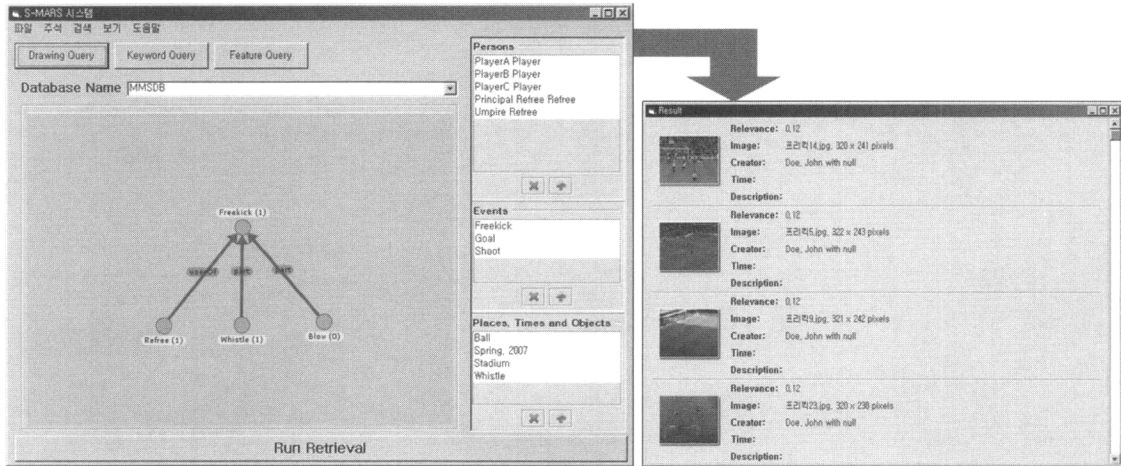 S-MARS 시스템
파일 주석 검색 보기 도움말
Drawing Query Keyword Query Feature Query
Database Name MMSDB
Freekick (1)
Refree (1) Whistle (1) Blow (0)
Persons
PlayerA Player
PlayerB Player
PlayerC Player
Principal Refree Refree
Umpire Refree
Events
Freekick
Goal
Shoot
Places, Times and Objects
Ball
Spring, 2007
Stadium
Whistle
Run Retrieval
Result
Relevance: 0,12
Image: 프리킥14.jpg, 320 x 241 pixels
Creator: Doe, John with null
Time:
Description:
Relevance: 0,12
Image: 프리킥5.jpg, 322 x 243 pixels
Creator: Doe, John with null
Time:
Description:
Relevance: 0,12
Image: 프리킥9.jpg, 321 x 242 pixels
Creator: Doe, John with null
Time:
Description:
Relevance: 0,12
Image: 프리킥23.jpg, 320 x 238 pixels
Creator: Doe, John with null
Time:
Description: